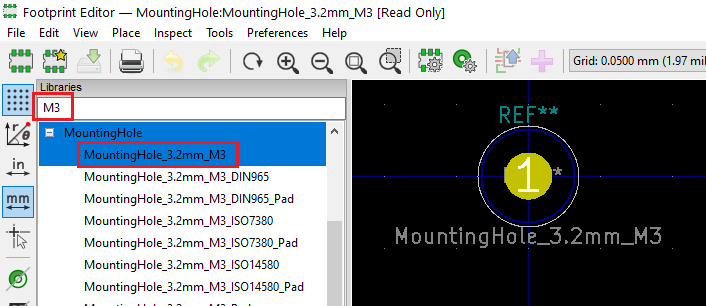 Footprint Editor — MountingHole:MountingHole_3.2mm_M3 [Read Only]
File Edit View Place Inspect Tools Preferences Help
Grid: 0.0500 mm (1.97 mil
Libraries
M3
MountingHole
MountingHole_3.2mm_M3
MountingHole_3.2mm_M3_DIN965
MountingHole_3.2mm_M3_DIN965_Pad
MountingHole_3.2mm_M3_ISO7380
MountingHole_3.2mm_M3_ISO7380_Pad
MountingHole_3.2mm_M3_ISO14580
MountingHole_3.2mm_M3_ISO14580_Pad
in
mm
REF**
1
MountingHole_3.2mm_M3